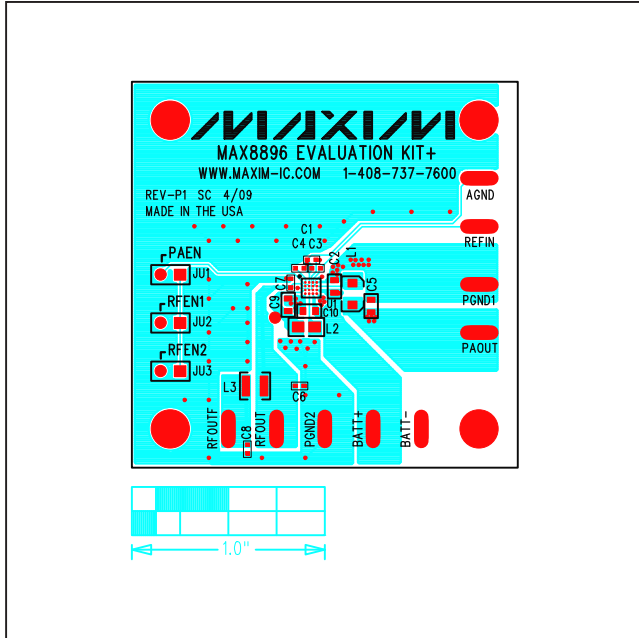 MAXIM
MAX8896 EVALUATION KIT+
WWW.MAXIM-IC.COM 1-408-737-7600
REV-P1 SC 4/09
MADE IN THE USA
AGND
REFIN
PGND1
PAOUT
PAEN
JU1
RFEN1
JU2
RFEN2
JU3
C1
C4 C3
C2
L1
C7
C5
U1
C9
C10
L2
L3
C6
RFOUTF
C8
RFOUT
PGND2
BATT+
BATT-
1.0"